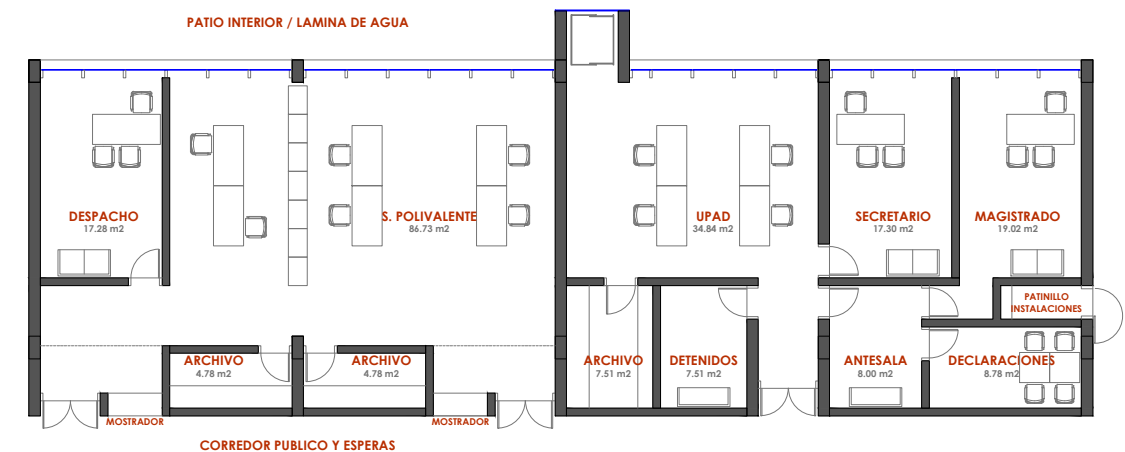 PATIO INTERIOR / LAMINA DE AGUA
DESPACHO
17.28 m2
S. POLIVALENTE
86.73 m2
UPAD
34.84 m2
SECRETARIO
17.30 m2
MAGISTRADO
19.02 m2
PATINILLO
INSTALACIONES
ARCHIVO
4.78 m2
ARCHIVO
4.78 m2
ARCHIVO
7.51 m2
DETENIDOS
7.51 m2
ANTESALA
8.00 m2
DECLARACIONES
8.78 m2
MOSTRADOR
MOSTRADOR
CORREDOR PUBLICO Y ESPERAS